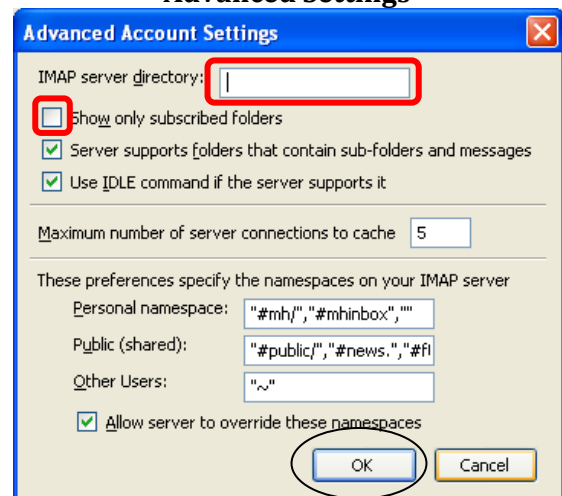 Advanced Settings
Advanced Account Settings
IMAP server directory:
Show only subscribed folders
Server supports folders that contain sub-folders and messages
Use IDLE command if the server supports it
Maximum number of server connections to cache 5
These preferences specify the namespaces on your IMAP server
Personal namespace: "#mh/","#mhinbox",""
Public (shared): "#public/","#news.","#f
Other Users: "~"
Allow server to override these namespaces
OK Cancel